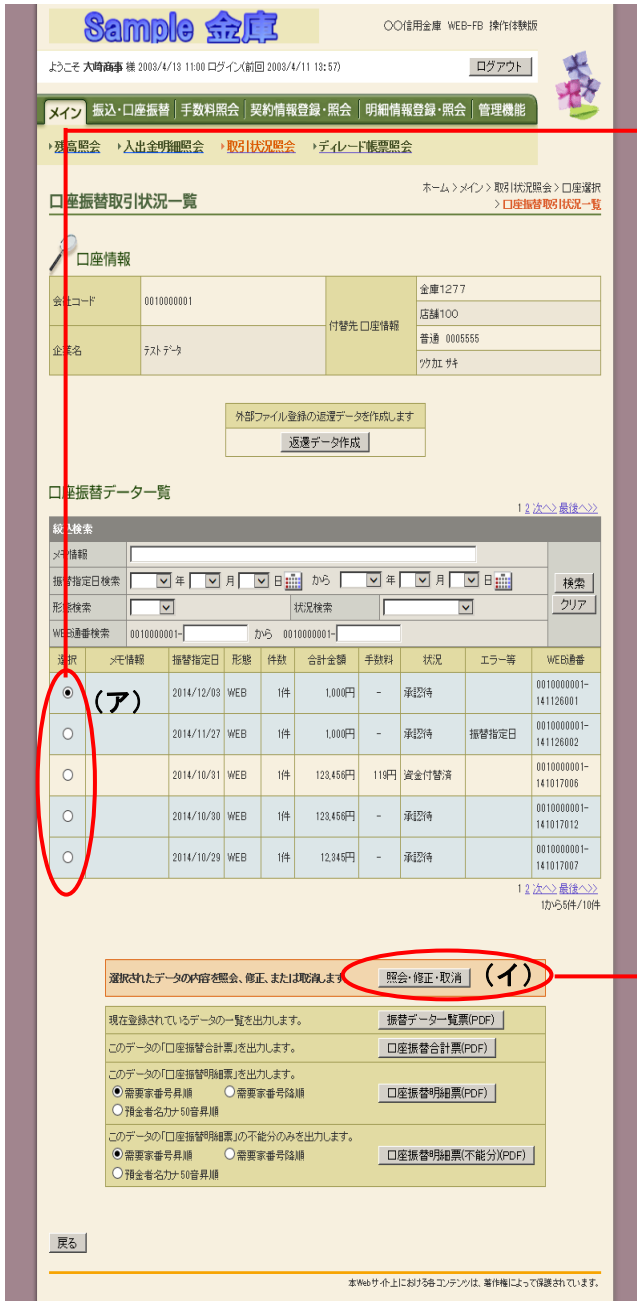 Sample 金庫
〇〇信用金庫 WEB-FB 操作体験版
ようこそ 大崎商事 様 2003/4/13 11:00 ログイン(前回 2003/4/11 13:57)
ログアウト
メイン 振込・口座振替 手数料照会 契約情報登録・照会 明細情報登録・照会 管理機能
残高照会 入出金明細照会 取引状況照会 ディレード帳票照会
ホーム > メイン > 取引状況照会 > 口座選択
> 口座振替取引状況一覧
口座振替取引状況一覧
口座情報
会社コード 0010000001
企業名 テスト データ
付替先口座情報
金庫1277
店舗100
普通 0005555
ツケカエ サキ
外部ファイル登録の返還データを作成します
返還データ作成
口座振替データ一覧
1 2 次へ> 最後へ>>
絞込検索
メモ情報
振替指定日検索 年 月 日 から 年 月 日
検索
形態検索 状況検索
クリア
WEB通番検索 0010000001- から 0010000001-
選択 メモ情報 振替指定日 形態 件数 合計金額 手数料 状況 エラー等 WEB通番
(ア)
2014/12/03 WEB 1件 1,000円 - 承認待 0010000001-
141126001
2014/11/27 WEB 1件 1,000円 - 承認待 振替指定日 0010000001-
141126002
2014/10/31 WEB 1件 123,456円 119円 資金付替済 0010000001-
141017006
2014/10/30 WEB 1件 123,456円 - 承認待 0010000001-
141017012
2014/10/29 WEB 1件 12,345円 - 承認待 0010000001-
141017007
1 2 次へ> 最後へ>>
1から5件/10件
選択されたデータの内容を照会、修正、または取消します
照会・修正・取消
(イ)
現在登録されているデータの一覧を出力します。
振替データ一覧票(PDF)
このデータの「口座振替合計票」を出力します。
口座振替合計票(PDF)
このデータの「口座振替明細票」を出力します。
需要家番号昇順 需要家番号降順
預金者名カナ50音昇順
口座振替明細票(PDF)
このデータの「口座振替明細票」の不能分のみを出力します。
需要家番号昇順 需要家番号降順
預金者名カナ50音昇順
口座振替明細票(不能分)(PDF)
戻る
本Webサイト上における各コンテンツは、著作権によって保護されています。